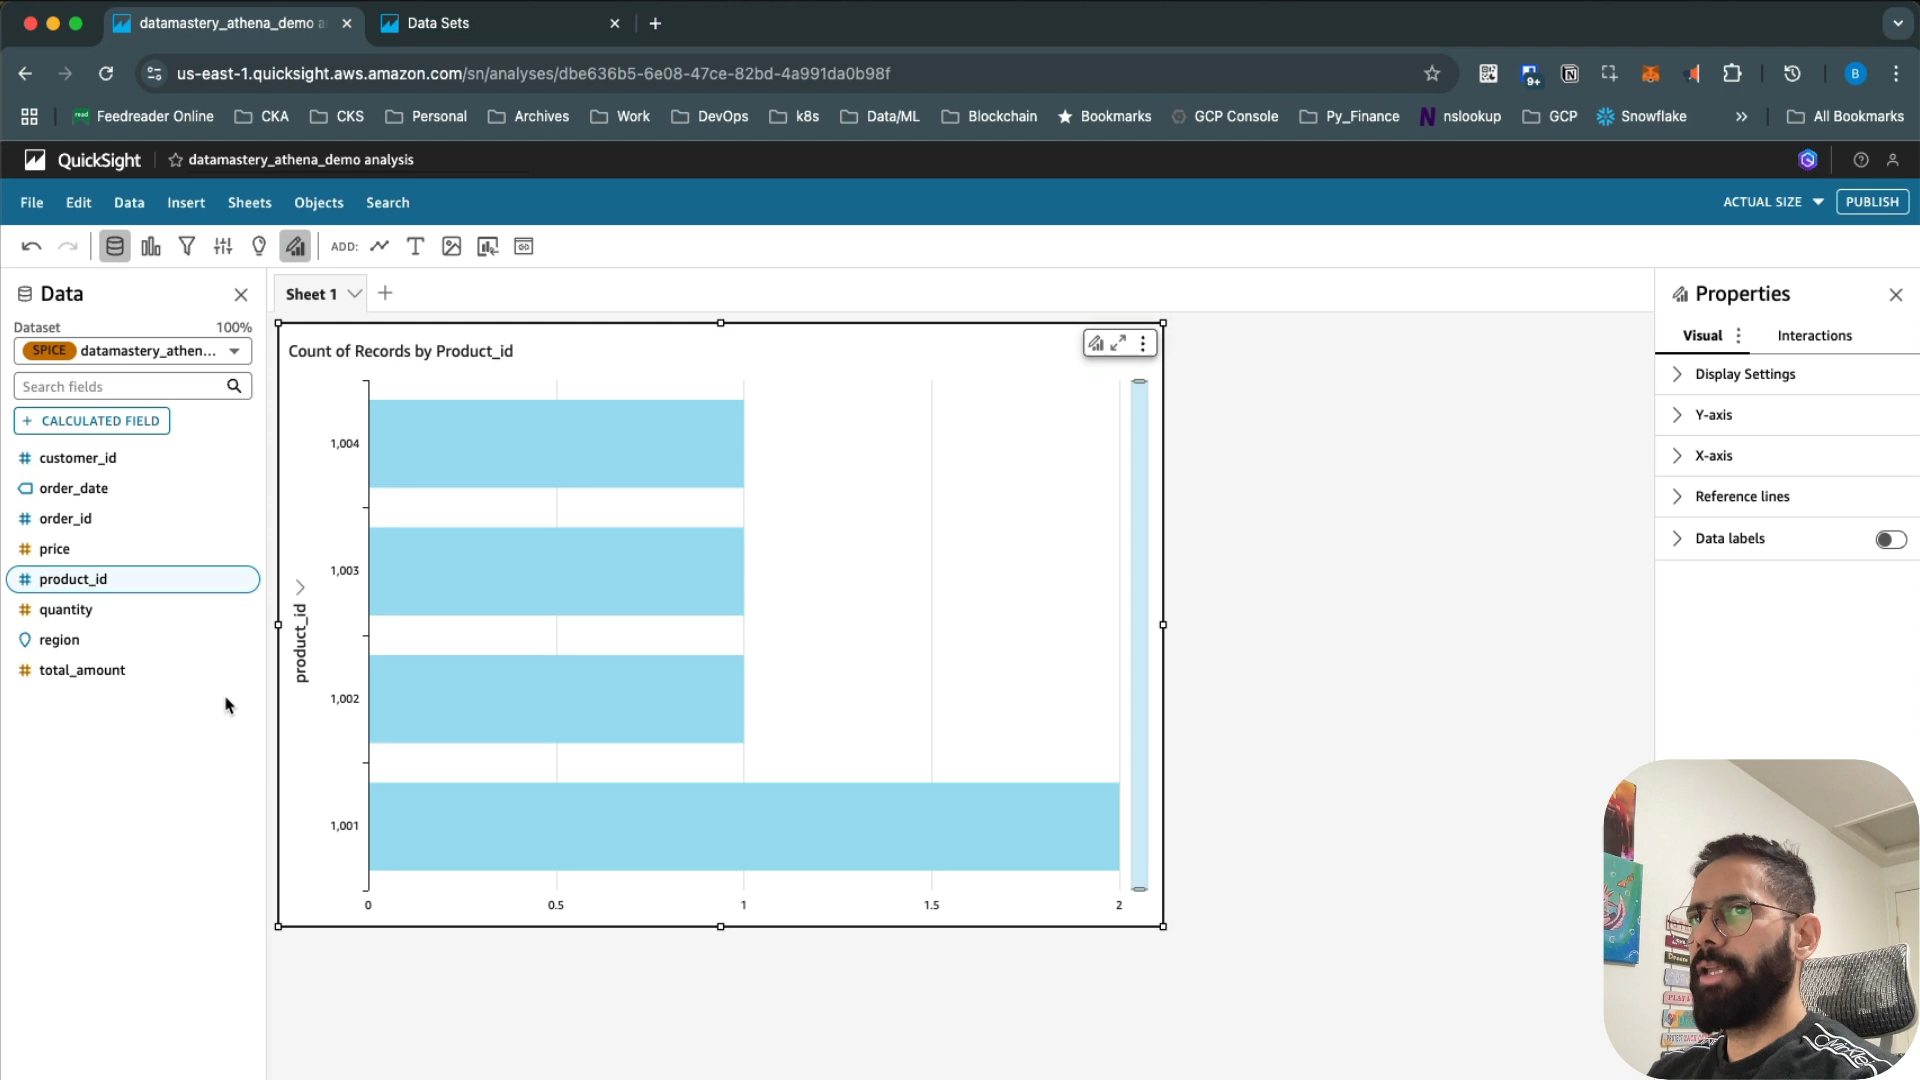 datamastery_athena_demo a
Data Sets
us-east-1.quicksight.aws.amazon.com/sn/analyses/dbe636b5-6e08-47ce-82bd-4a991da0b98f
9+
B
read
Feedreader Online
CKA
CKS
Personal
Archives
Work
DevOps
k8s
Data/ML
Blockchain
Bookmarks
GCP Console
Py_Finance
nslookup
GCP
Snowflake
All Bookmarks
QuickSight
datamastery_athena_demo analysis
File
Edit
Data
Insert
Sheets
Objects
Search
ACTUAL SIZE
PUBLISH
ADD:
Data
Dataset
100%
SPICE
datamastery_athen...
Search fields
+ CALCULATED FIELD
customer_id
order_date
order_id
price
product_id
quantity
region
total_amount
Sheet 1
Count of Records by Product_id
product_id
1,004
1,003
1,002
1,001
0
0.5
1
1.5
2
Properties
Visual
Interactions
Display Settings
Y-axis
X-axis
Reference lines
Data labels